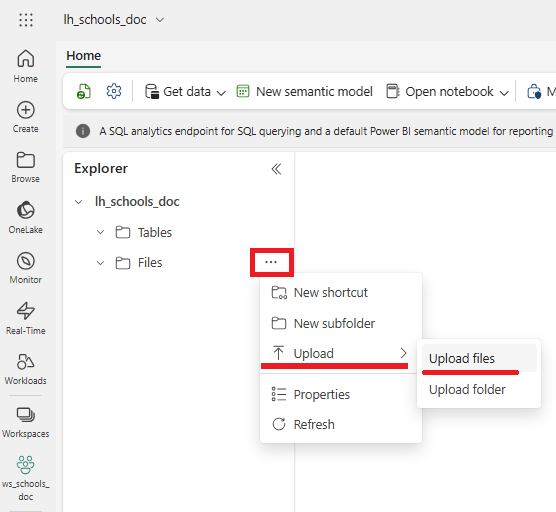 lh_schools_doc
Home
Get data
New semantic model
Open notebook
M
A SQL analytics endpoint for SQL querying and a default Power BI semantic model for reporting
Home
Create
Browse
OneLake
Monitor
Real-Time
Workloads
Workspaces
ws_schools_
doc
Explorer
lh_schools_doc
Tables
Files
...
New shortcut
New subfolder
Upload
Properties
Refresh
Upload files
Upload folder